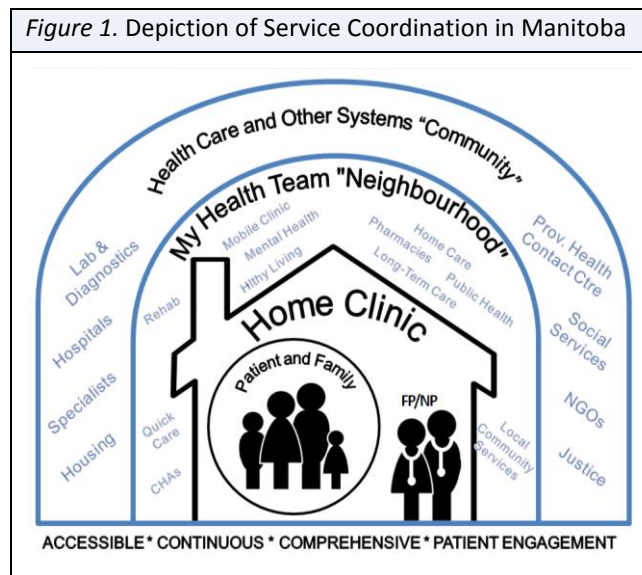 Figure 1. Depiction of Service Coordination in Manitoba
Health Care and Other Systems "Community"
My Health Team "Neighbourhood"
Lab &
Diagnostics
Hospitals
Specialists
Housing
Rehab
Quick
Care
CHAs
Mobile Clinic
Mental Health
Hlthy Living
Home Care
Pharmacies
Public Health
Long-Term Care
Local
Community
Services
Prov. Health
Contact Ctre
Social
Services
NGOs
Justice
Home Clinic
Patient and Family
FP/NP
ACCESSIBLE * CONTINUOUS * COMPREHENSIVE * PATIENT ENGAGEMENT